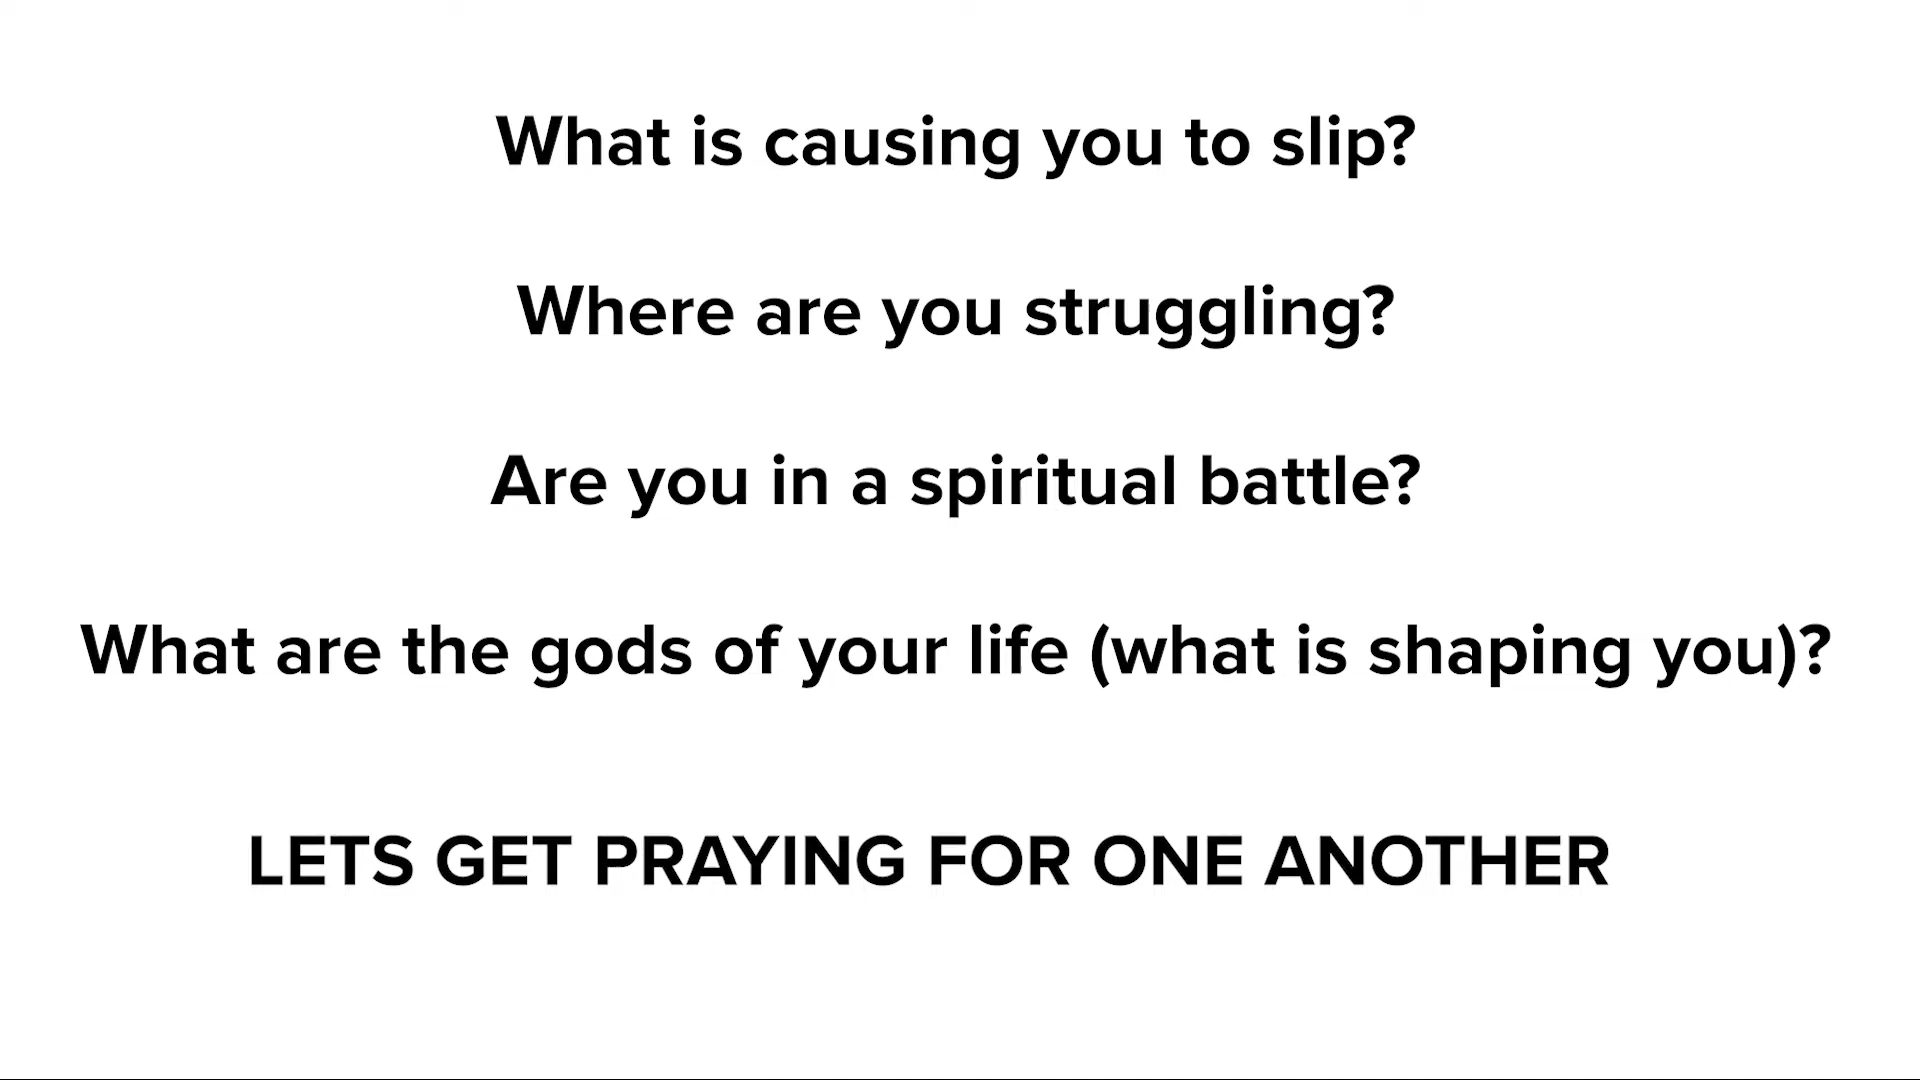 What is causing you to slip?
Where are you struggling?
Are you in a spiritual battle?
What are the gods of your life (what is shaping you)?
LETS GET PRAYING FOR ONE ANOTHER